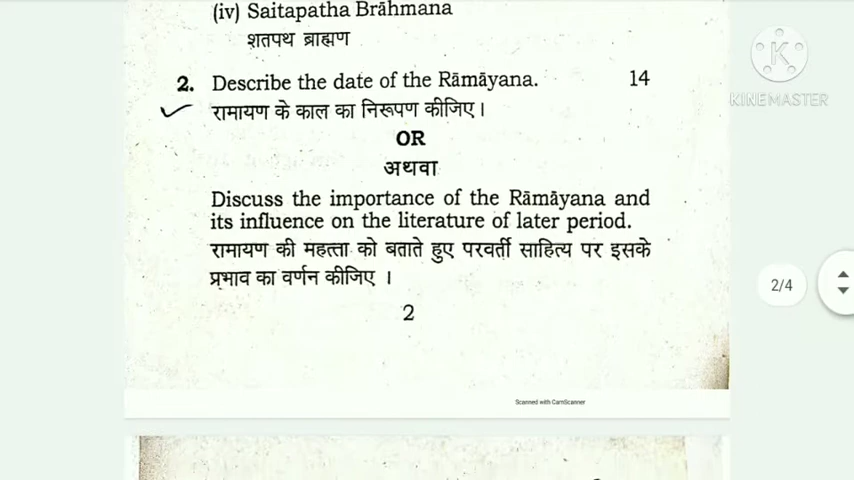 (iv) Saitapatha Brāhmana
शतपथ ब्राह्मण
2. Describe the date of the Rāmāyana. 14
रामायण के काल का निरूपण कीजिए।
OR
अथवा
Discuss the importance of the Rāmāyana and
its influence on the literature of later period.
रामायण की महत्ता को बताते हुए परवर्ती साहित्य पर इसके
प्रभाव का वर्णन कीजिए ।
2
Scanned with CamScanner
K
KINEMASTER
2/4